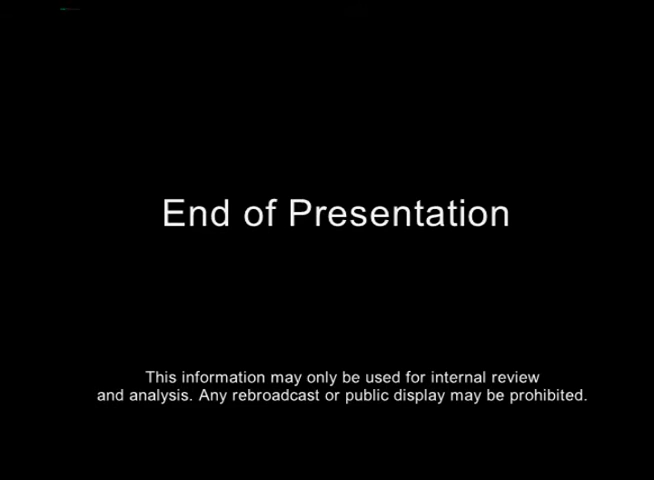 End of Presentation
This information may only be used for internal review
and analysis. Any rebroadcast or public display may be prohibited.